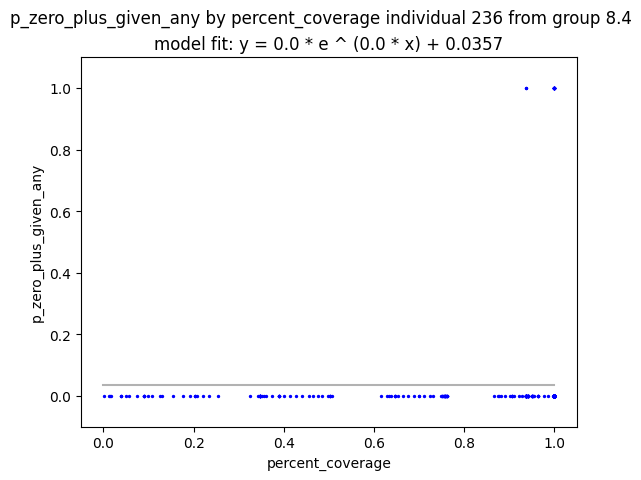 p_zero_plus_given_any by percent_coverage individual 236 from group 8.4
model fit: y = 0.0 * e ^ (0.0 * x) + 0.0357
p_zero_plus_given_any
1.0
0.8
0.6
0.4
0.2
0.0
0.0 0.2 0.4 0.6 0.8 1.0
percent_coverage